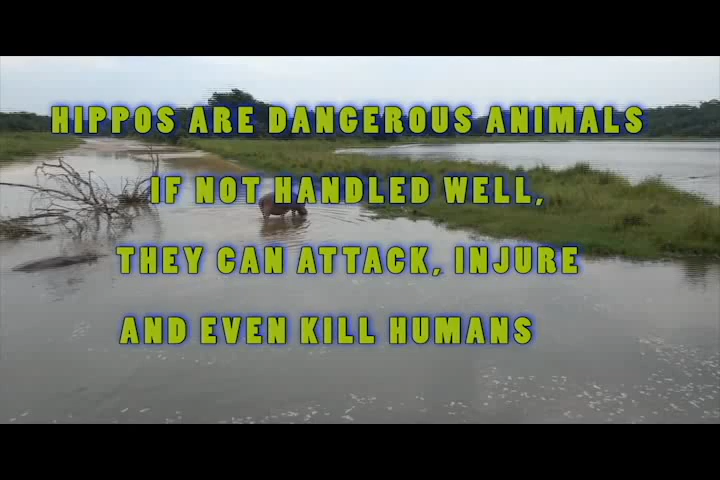 HIPPOS ARE DANGEROUS ANIMALS
IF NOT HANDLED WELL,
THEY CAN ATTACK, INJURE
AND EVEN KILL HUMANS